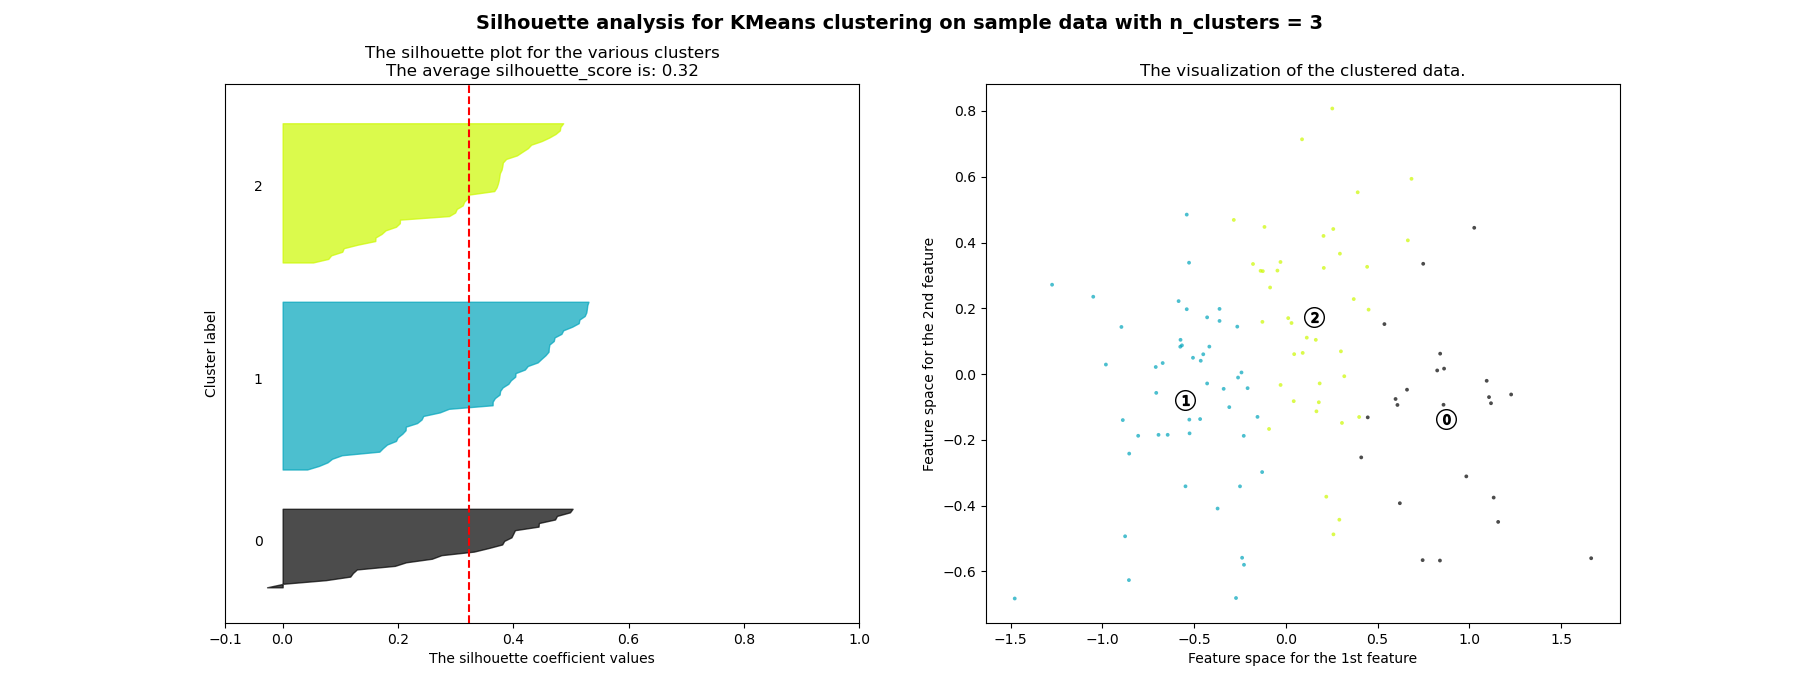 Silhouette analysis for KMeans clustering on sample data with n_clusters = 3
The silhouette plot for the various clusters
The average silhouette_score is: 0.32
2
1
0
Cluster label
−0.1 0.0 0.2 0.4 0.6 0.8 1.0
The silhouette coefficient values
The visualization of the clustered data.
0.8
0.6
0.4
0.2
0.0
−0.2
−0.4
−0.6
Feature space for the 2nd feature
2
1
0
−1.5 −1.0 −0.5 0.0 0.5 1.0 1.5
Feature space for the 1st feature